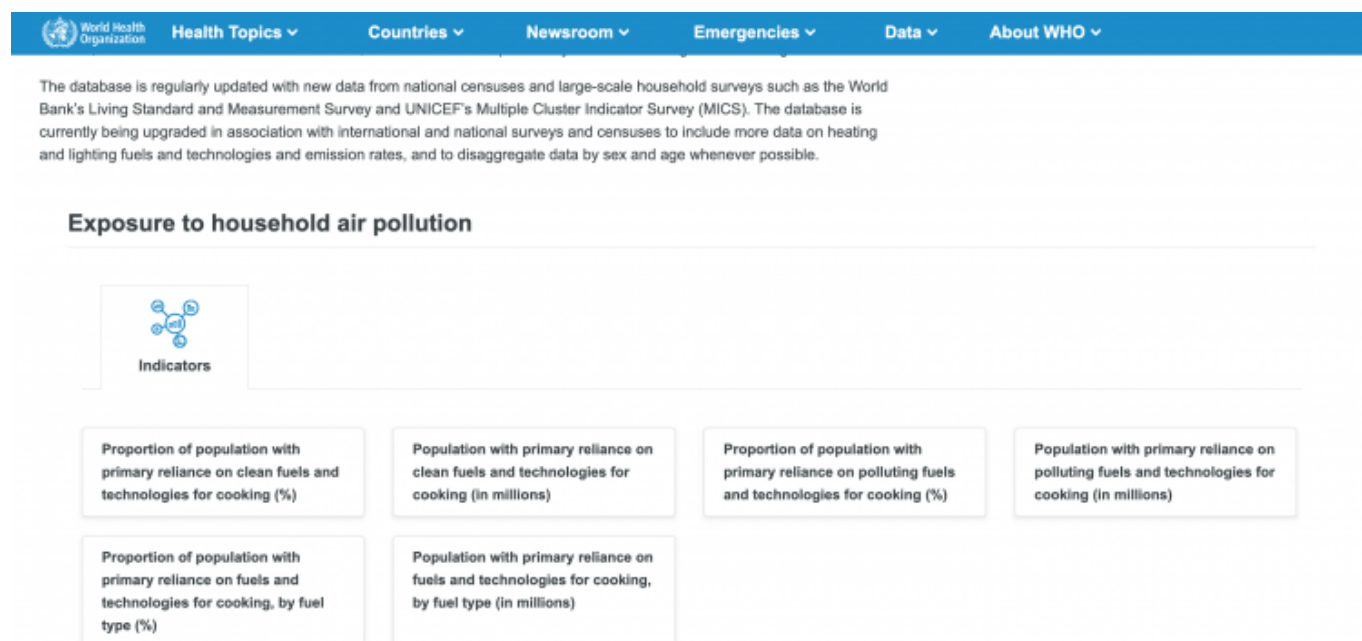 World Health
Organization
Health Topics
Countries
Newsroom
Emergencies
Data
About WHO
The database is regularly updated with new data from national censuses and large-scale household surveys such as the World
Bank's Living Standard and Measurement Survey and UNICEF's Multiple Cluster Indicator Survey (MICS). The database is
currently being upgraded in association with international and national surveys and censuses to include more data on heating
and lighting fuels and technologies and emission rates, and to disaggregate data by sex and age whenever possible.
Exposure to household air pollution
Indicators
Proportion of population with
primary reliance on clean fuels and
technologies for cooking (%)
Population with primary reliance on
clean fuels and technologies for
cooking (in millions)
Proportion of population with
primary reliance on polluting fuels
and technologies for cooking (%)
Population with primary reliance on
polluting fuels and technologies for
cooking (in millions)
Proportion of population with
primary reliance on fuels and
technologies for cooking, by fuel
type (%)
Population with primary reliance on
fuels and technologies for cooking,
by fuel type (in millions)